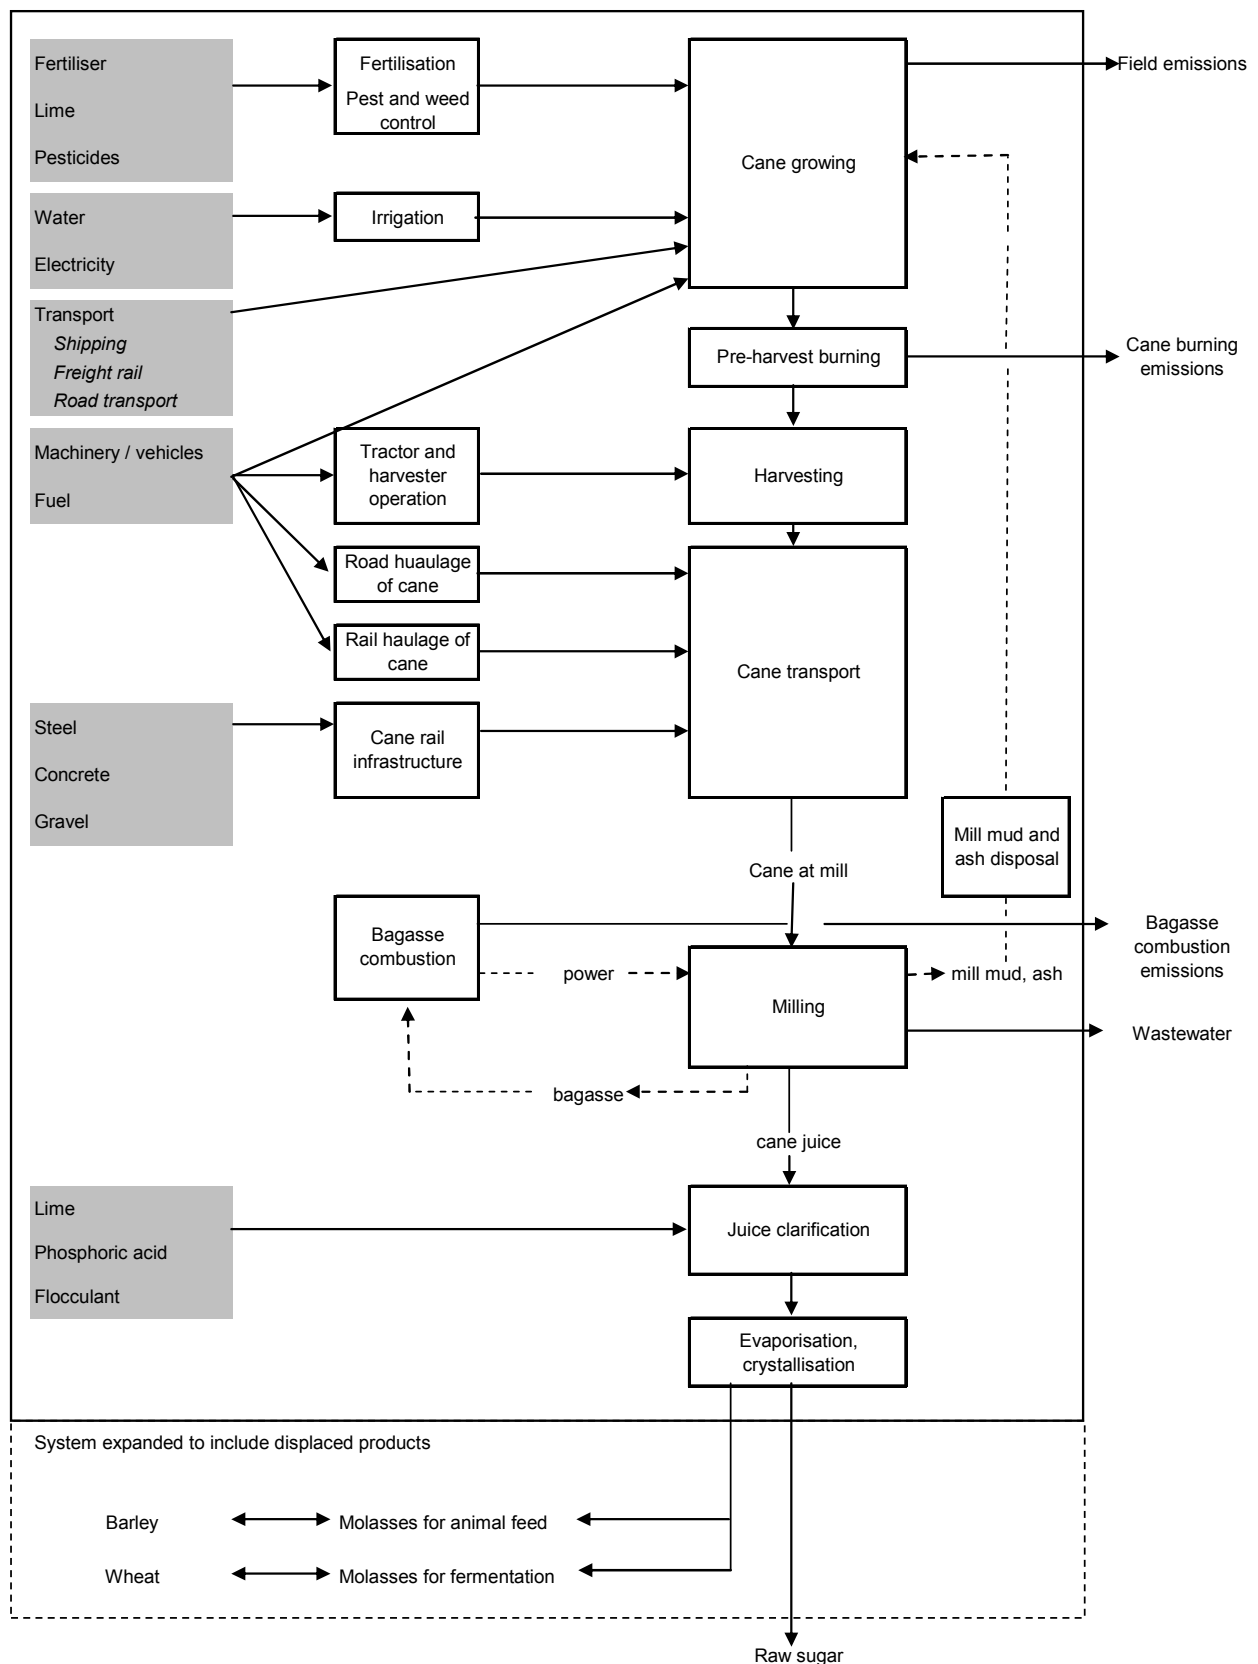 Fertiliser
Lime
Pesticides
Fertilisation
Pest and weed
control
Cane growing
Field emissions
Water
Electricity
Irrigation
Transport
Shipping
Freight rail
Road transport
Pre-harvest burning
Cane burning
emissions
Machinery / vehicles
Fuel
Tractor and
harvester
operation
Harvesting
Road huaulage
of cane
Rail haulage of
cane
Cane transport
Steel
Concrete
Gravel
Cane rail
infrastructure
Mill mud and
ash disposal
Cane at mill
Bagasse
combustion
Bagasse
combustion
emissions
power
mill mud, ash
Milling
Wastewater
bagasse
cane juice
Lime
Phosphoric acid
Flocculant
Juice clarification
Evaporisation,
crystallisation
System expanded to include displaced products
Barley
Molasses for animal feed
Wheat
Molasses for fermentation
Raw sugar